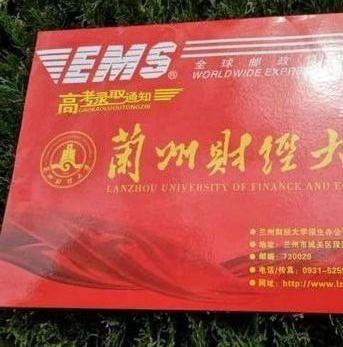 EMS®
全球邮政
WORLDWIDE EXPRE
高考录取通知
GAOKAOLUQUTONGZHI
蘭州财經大
LANZHOU UNIVERSITY OF FINANCE AND E
兰州财经大学招生办公
地址：兰州市城关区段
邮编：730020
电话/传真：0931-525
网址：http://www.lz